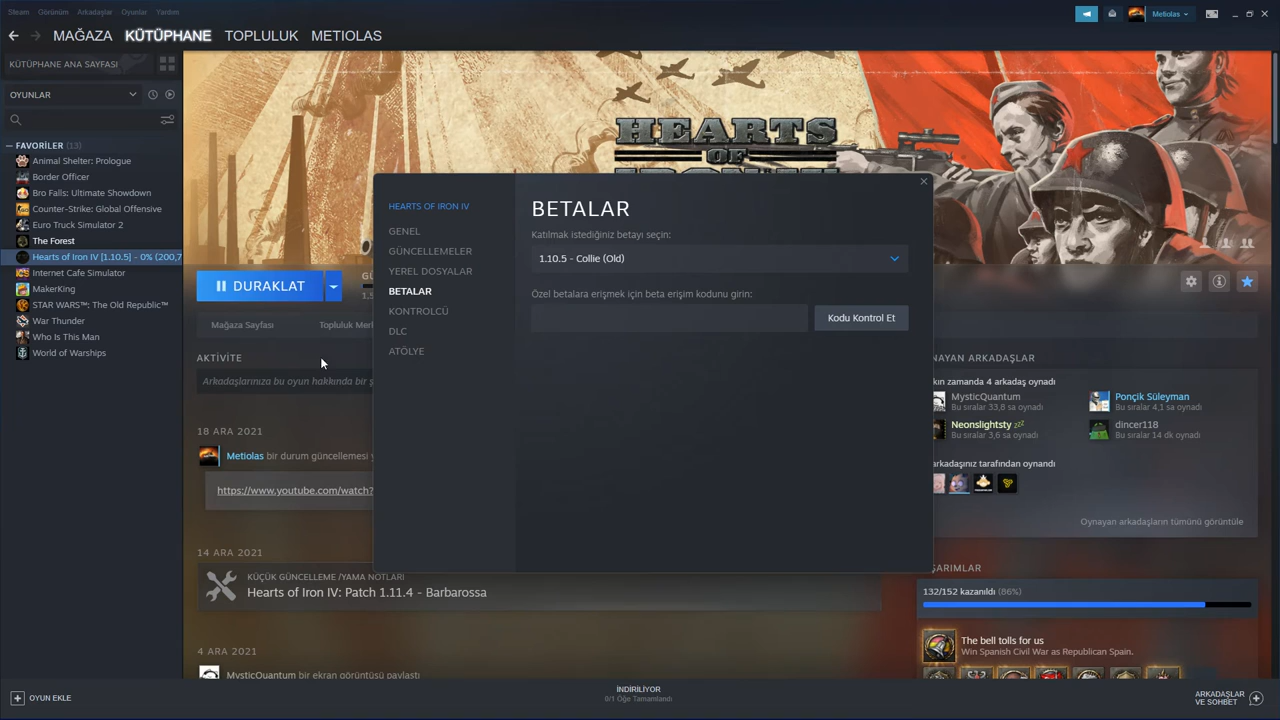 Steam Görünüm Arkadaşlar Oyunlar Yardım
Metiolas
MAĞAZA KÜTÜPHANE TOPLULUK METIOLAS
KÜTÜPHANE ANA SAYFASI
OYUNLAR
FAVORİLER (13)
Animal Shelter: Prologue
Border Officer
Bro Falls: Ultimate Showdown
Counter-Strike: Global Offensive
Euro Truck Simulator 2
The Forest
Hearts of Iron IV [1.10.5] - 0% (200,7
Internet Cafe Simulator
MakerKing
STAR WARS™: The Old Republic™
War Thunder
Who Is This Man
World of Warships
HEARTS
OF
DURAKLAT
Mağaza Sayfası
Topluluk Merk
AKTİVİTE
Arkadaşlarınıza bu oyun hakkında bir ş
18 ARA 2021
Metiolas bir durum güncellemesi y
https://www.youtube.com/watch?
14 ARA 2021
KÜÇÜK GÜNCELLEME /YAMA NOTLARI
Hearts of Iron IV: Patch 1.11.4 - Barbarossa
4 ARA 2021
MysticQuantum bir ekran görüntüsü paylaştı
HEARTS OF IRON IV
GENEL
GÜNCELLEMELER
YEREL DOSYALAR
BETALAR
KONTROLCÜ
DLC
ATÖLYE
BETALAR
Katılmak istediğiniz betayı seçin:
1.10.5 - Collie (Old)
Özel betalara erişmek için beta erişim kodunu girin:
Kodu Kontrol Et
NAYAN ARKADAŞLAR
kın zamanda 4 arkadaş oynadı
MysticQuantum
Bu sıralar 33,8 sa oynadı
Ponçik Süleyman
Bu sıralar 4,1 sa oynadı
Neonslightsty
Bu sıralar 3,6 sa oynadı
dincer118
Bu sıralar 14 dk oynadı
arkadaşınız tarafından oynandı
Oynayan arkadaşların tümünü görüntüle
ŞARIMLAR
132/152 kazanıldı (86%)
The bell tolls for us
Win Spanish Civil War as Republican Spain.
OYUN EKLE
İNDİRİLİYOR
0/1 Öğe Tamamlandı
ARKADAŞLAR
VE SOHBET